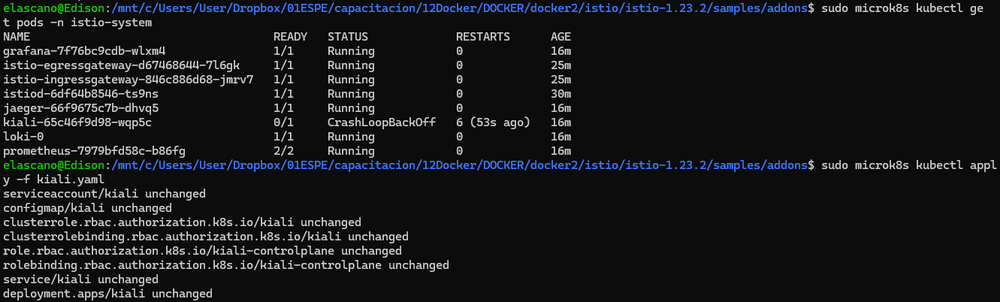 elascano@Edison:/mnt/c/Users/User/Dropbox/01ESPE/capacitacion/12Docker/DOCKER/docker2/istio/istio-1.23.2/samples/addons$ sudo microk8s kubectl ge
t pods -n istio-system
NAME                                    READY   STATUS             RESTARTS      AGE
grafana-7f76bc9cdb-wlxm4                1/1     Running            0             16m
istio-egressgateway-d67468644-7l6gk     1/1     Running            0             25m
istio-ingressgateway-846c886d68-jmrv7   1/1     Running            0             25m
istiod-6df64b8546-ts9ns                 1/1     Running            0             30m
jaeger-66f9675c7b-dhvq5                 1/1     Running            0             16m
kiali-65c46f9d98-wqp5c                  0/1     CrashLoopBackOff   6 (53s ago)   16m
loki-0                                  1/1     Running            0             16m
prometheus-7979bfd58c-b86fg             2/2     Running            0             16m
elascano@Edison:/mnt/c/Users/User/Dropbox/01ESPE/capacitacion/12Docker/DOCKER/docker2/istio/istio-1.23.2/samples/addons$ sudo microk8s kubectl appl
y -f kiali.yaml
serviceaccount/kiali unchanged
configmap/kiali unchanged
clusterrole.rbac.authorization.k8s.io/kiali unchanged
clusterrolebinding.rbac.authorization.k8s.io/kiali unchanged
role.rbac.authorization.k8s.io/kiali-controlplane unchanged
rolebinding.rbac.authorization.k8s.io/kiali-controlplane unchanged
service/kiali unchanged
deployment.apps/kiali unchanged